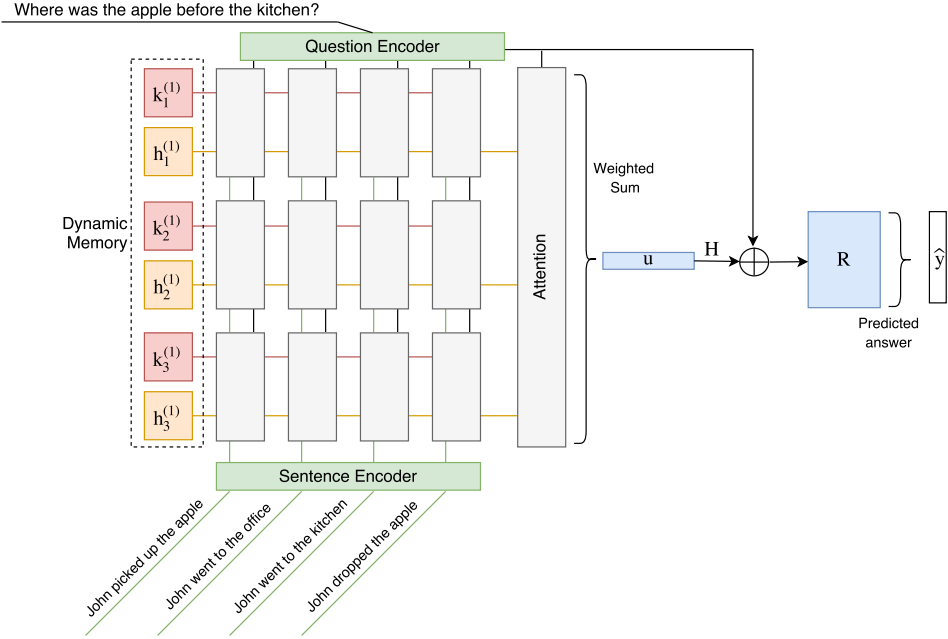 Where was the apple before the kitchen?
Question Encoder
k₁⁽¹⁾
h₁⁽¹⁾
k₂⁽¹⁾
h₂⁽¹⁾
k₃⁽¹⁾
h₃⁽¹⁾
Dynamic
Memory
Attention
Weighted
Sum
u
H
R
ŷ
Predicted
answer
Sentence Encoder
John picked up the apple
John went to the office
John went to the kitchen
John dropped the apple